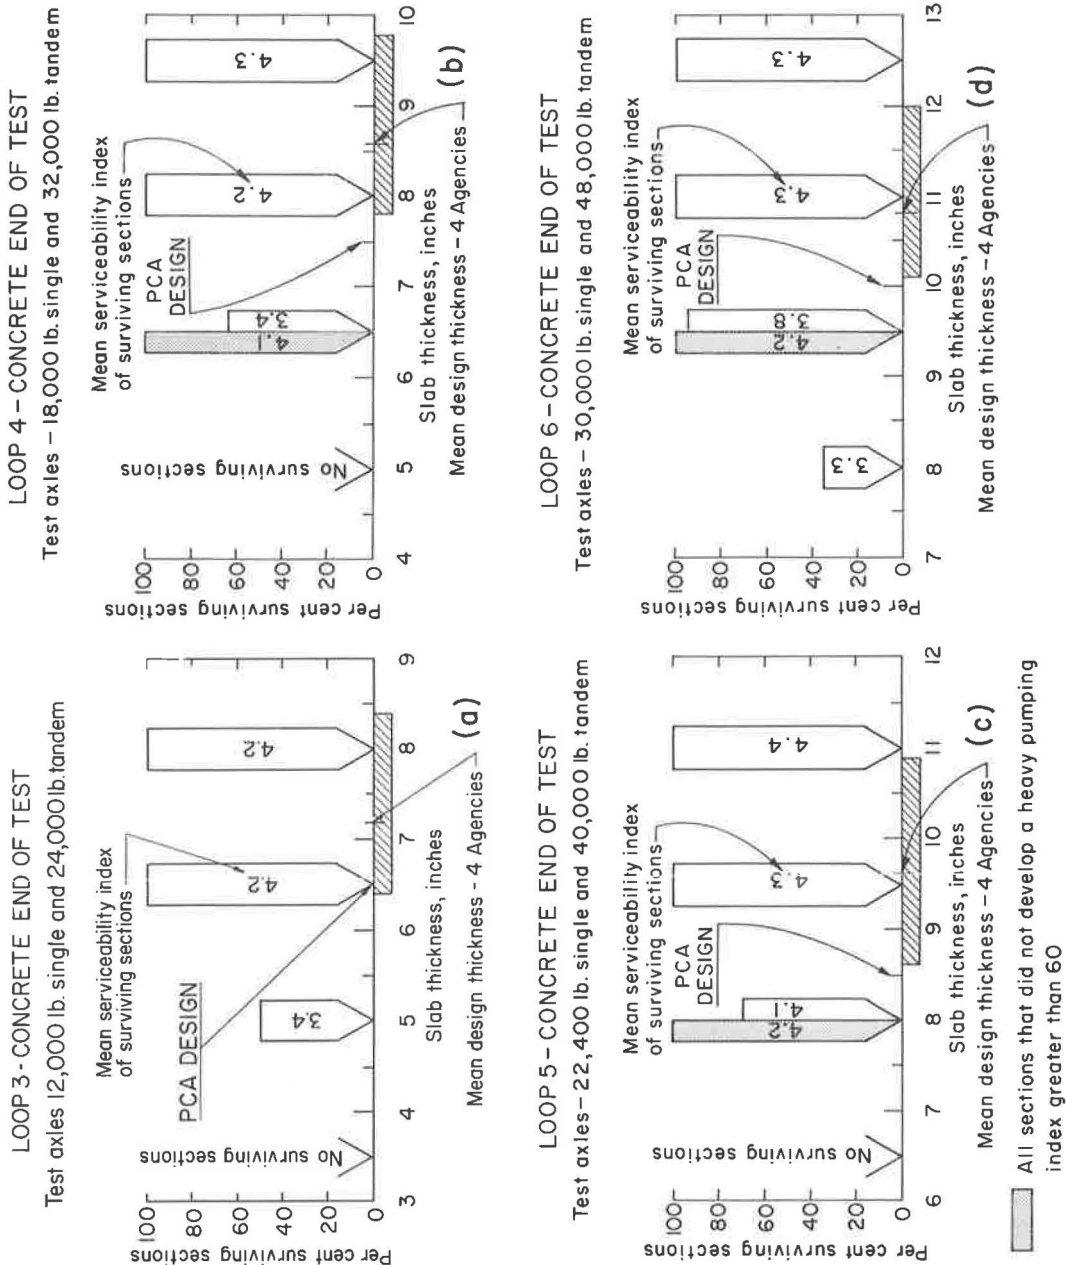 LOOP 3 - CONCRETE END OF TEST
Test axles 12,000 lb. single and 24,000 lb. tandem
Mean serviceability index
of surviving sections
PCA DESIGN
Per cent surviving sections
100
80
60
40
20
0
No surviving sections
3.4
4.2
4.2
3
4
5
6
7
8
9
Slab thickness, inches
Mean design thickness - 4 Agencies
(a)
LOOP 4 - CONCRETE END OF TEST
Test axles - 18,000 lb. single and 32,000 lb. tandem
Mean serviceability index
of surviving sections
PCA
DESIGN
Per cent surviving sections
100
80
60
40
20
0
No surviving sections
4.1
3.4
4.2
4.3
4
5
6
7
8
9
10
Slab thickness, inches
Mean design thickness - 4 Agencies
(b)
LOOP 5 - CONCRETE END OF TEST
Test axles - 22,400 lb. single and 40,000 lb. tandem
Mean serviceability index
of surviving sections
PCA
DESIGN
Per cent surviving sections
100
80
60
40
20
0
No surviving sections
4.2
4.1
4.3
4.4
6
7
8
9
10
11
12
Slab thickness, inches
Mean design thickness - 4 Agencies
(c)
LOOP 6 - CONCRETE END OF TEST
Test axles - 30,000 lb. single and 48,000 lb. tandem
Mean serviceability index
of surviving sections
PCA
DESIGN
Per cent surviving sections
100
80
60
40
20
0
3.3
4.2
3.8
4.3
4.3
7
8
9
10
11
12
13
Slab thickness, inches
Mean design thickness - 4 Agencies
(d)
All sections that did not develop a heavy pumping
index greater than 60